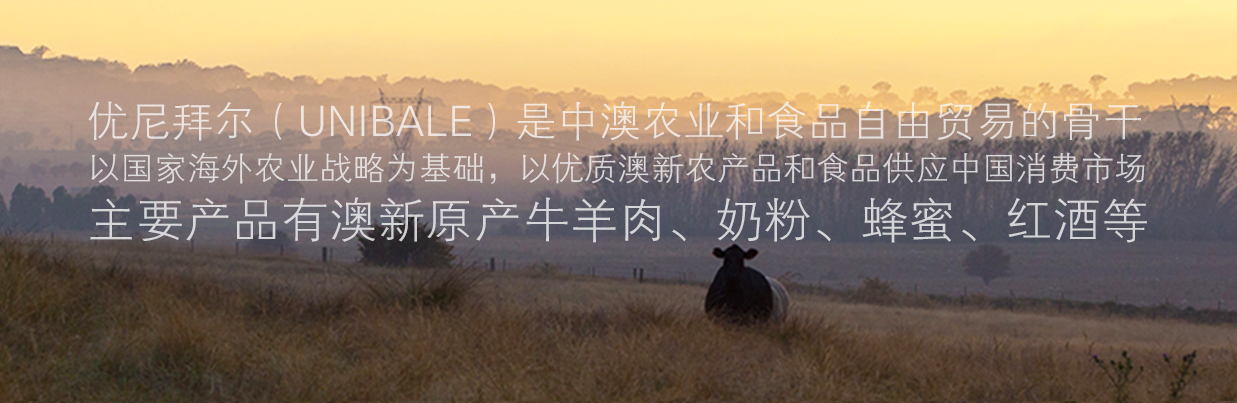 优尼拜尔（UNIBALE）是中澳农业和食品自由贸易的骨干
以国家海外农业战略为基础，以优质澳新农产品和食品供应中国消费市场
主要产品有澳新原产牛羊肉、奶粉、蜂蜜、红酒等